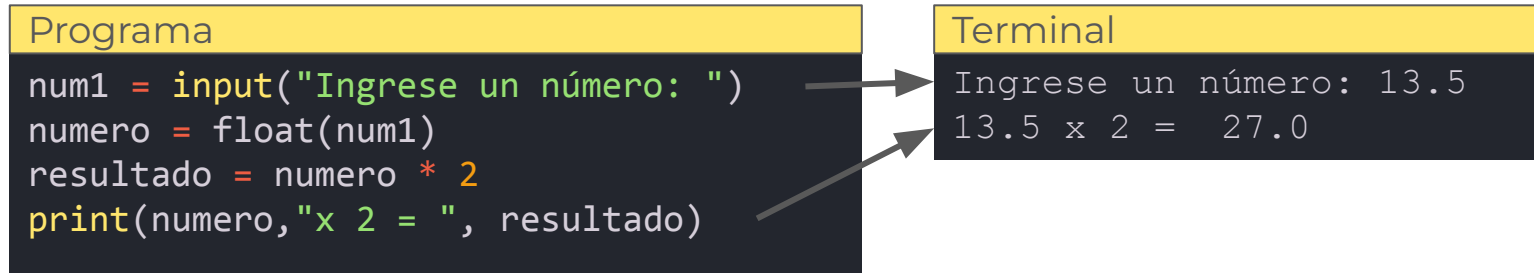 Programa
num1 = input("Ingrese un número: ")
numero = float(num1)
resultado = numero * 2
print(numero,"x 2 = ", resultado)
Terminal
Ingrese un número: 13.5
13.5 x 2 =  27.0